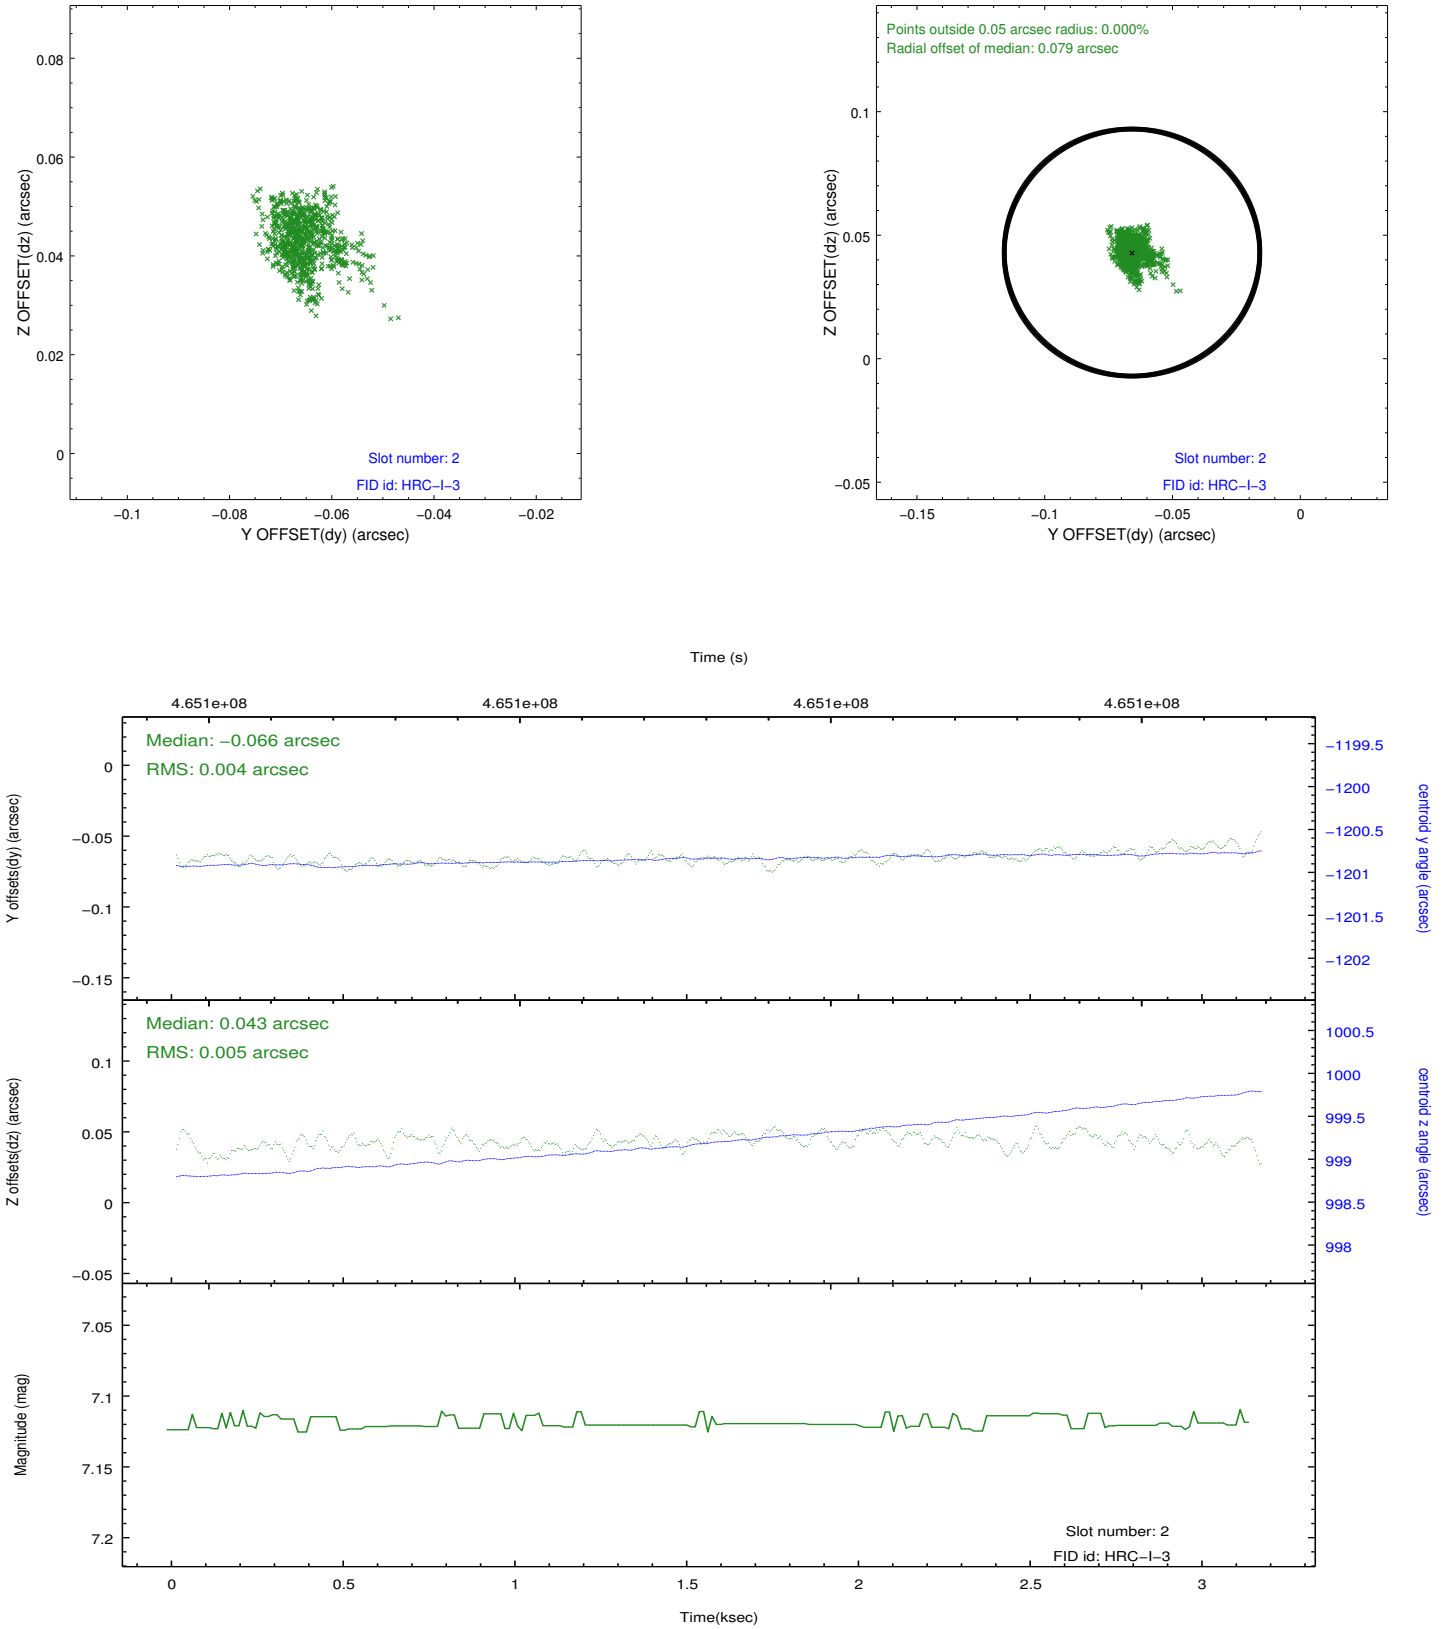 0.08
0.06
0.04
0.02
0
Z OFFSET(dz) (arcsec)
Slot number: 2
FID id: HRC−I−3
−0.1
−0.08
−0.06
−0.04
−0.02
Y OFFSET(dy) (arcsec)
Points outside 0.05 arcsec radius: 0.000%
Radial offset of median: 0.079 arcsec
0.1
0.05
0
−0.05
Z OFFSET(dz) (arcsec)
Slot number: 2
FID id: HRC−I−3
−0.15
−0.1
−0.05
0
Y OFFSET(dy) (arcsec)
Time (s)
4.651e+08
4.651e+08
4.651e+08
4.651e+08
Median: −0.066 arcsec
RMS: 0.004 arcsec
0
−0.05
−0.1
−0.15
Y offsets(dy) (arcsec)
−1199.5
−1200
−1200.5
−1201
−1201.5
−1202
centroid y angle (arcsec)
Median: 0.043 arcsec
RMS: 0.005 arcsec
0.1
0.05
0
−0.05
Z offsets(dz) (arcsec)
1000.5
1000
999.5
999
998.5
998
centroid z angle (arcsec)
7.05
7.1
7.15
7.2
Magnitude (mag)
Slot number: 2
FID id: HRC−I−3
0
0.5
1
1.5
2
2.5
3
Time(ksec)